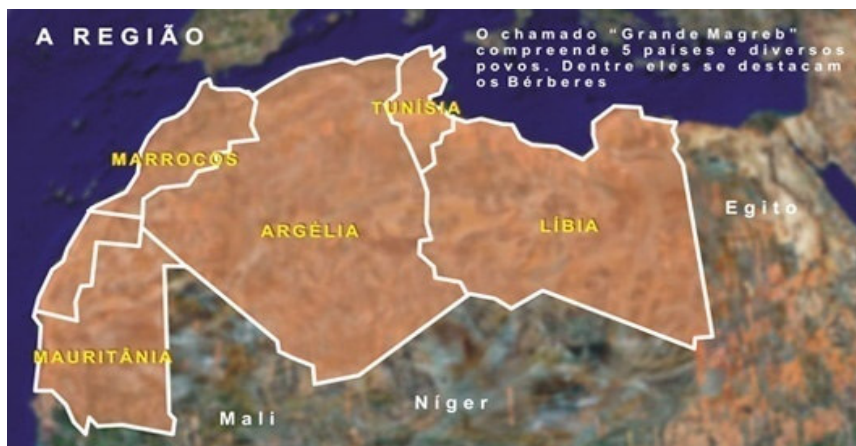 A REGIÃO
O chamado “Grande Magreb”
compreende 5 países e diversos
povos. Dentre eles se destacam
os Bérberes
TUNÍSIA
MARROCOS
ARGÉLIA
LÍBIA
Egito
MAURITÂNIA
Mali
Níger